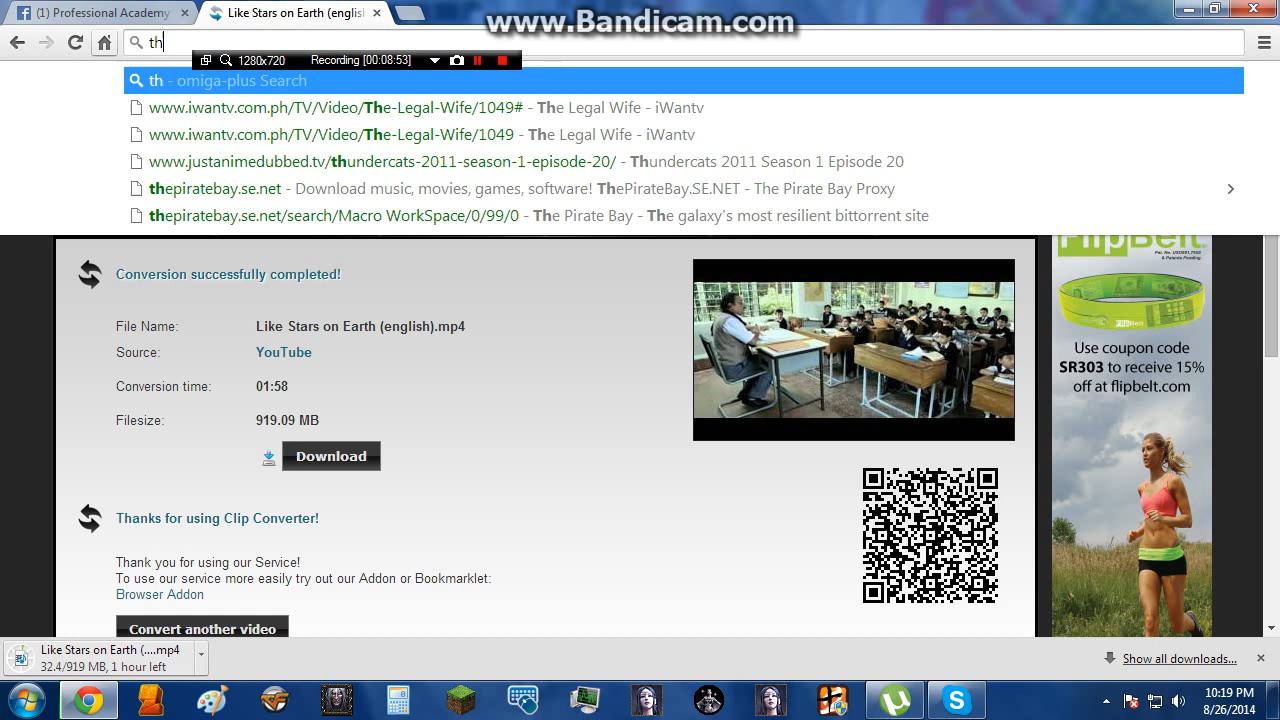 www.Bandicam.com
(1) Professional Academy
Like Stars on Earth (englisl
th
1280x720 Recording [00:08:53]
th - omiga-plus Search
www.iwantv.com.ph/TV/Video/The-Legal-Wife/1049# - The Legal Wife - iWantv
www.iwantv.com.ph/TV/Video/The-Legal-Wife/1049 - The Legal Wife - iWantv
www.justanimedubbed.tv/thundercats-2011-season-1-episode-20/ - Thundercats 2011 Season 1 Episode 20
thepiratebay.se.net - Download music, movies, games, software! ThePirateBay.SE.NET - The Pirate Bay Proxy
thepiratebay.se.net/search/Macro WorkSpace/0/99/0 - The Pirate Bay - The galaxy's most resilient bittorrent site
Conversion successfully completed!
File Name: Like Stars on Earth (english).mp4
Source: YouTube
Conversion time: 01:58
Filesize: 919.09 MB
Download
Thanks for using Clip Converter!
Thank you for using our Service!
To use our service more easily try out our Addon or Bookmarklet:
Browser Addon
Convert another video
FlipBelt
Use coupon code
SR303 to receive 15%
off at flipbelt.com
Like Stars on Earth (....mp4
32.4/919 MB, 1 hour left
Show all downloads...
10:19 PM
8/26/2014